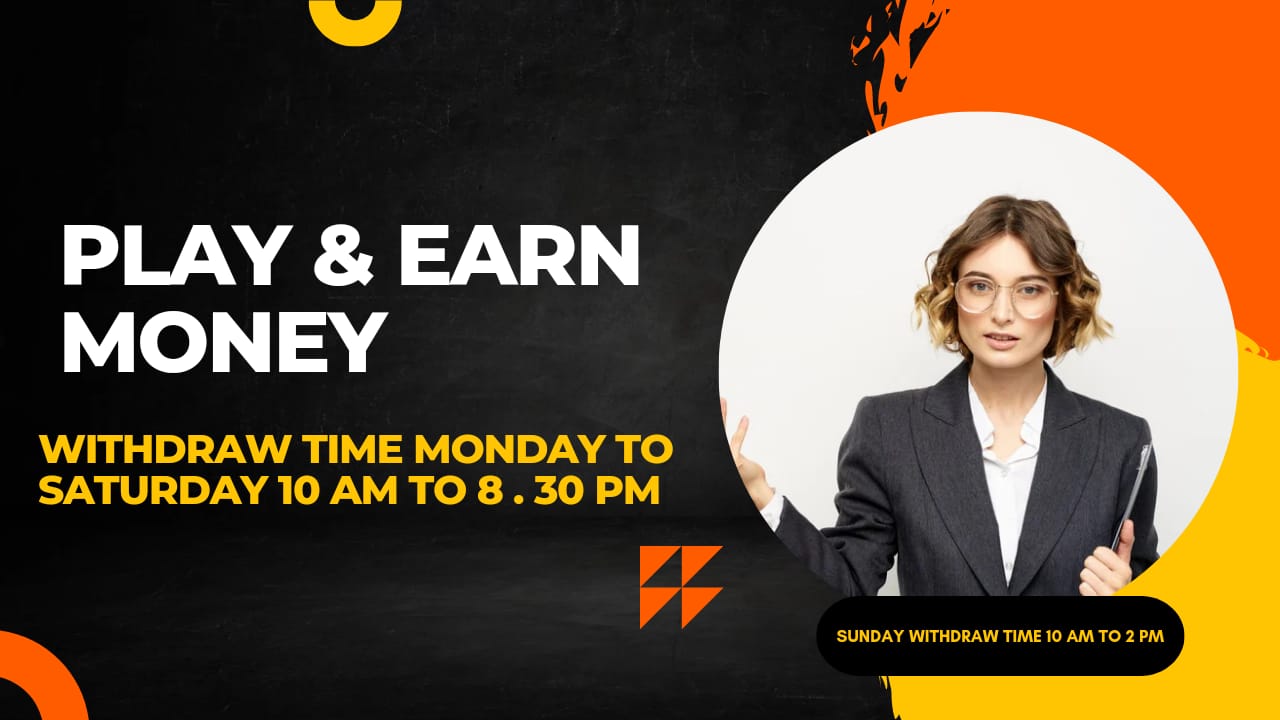 PLAY & EARN
MONEY
WITHDRAW TIME MONDAY TO
SATURDAY 10 AM TO 8 . 30 PM
SUNDAY WITHDRAW TIME 10 AM TO 2 PM